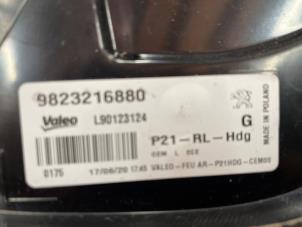 9823216880
Valeo L90123124 G
P21-RL-Hdg
MADE IN POLAND
0175 17/06/20 17:45 VALEO-FEU AR-P21HDG-CEM05